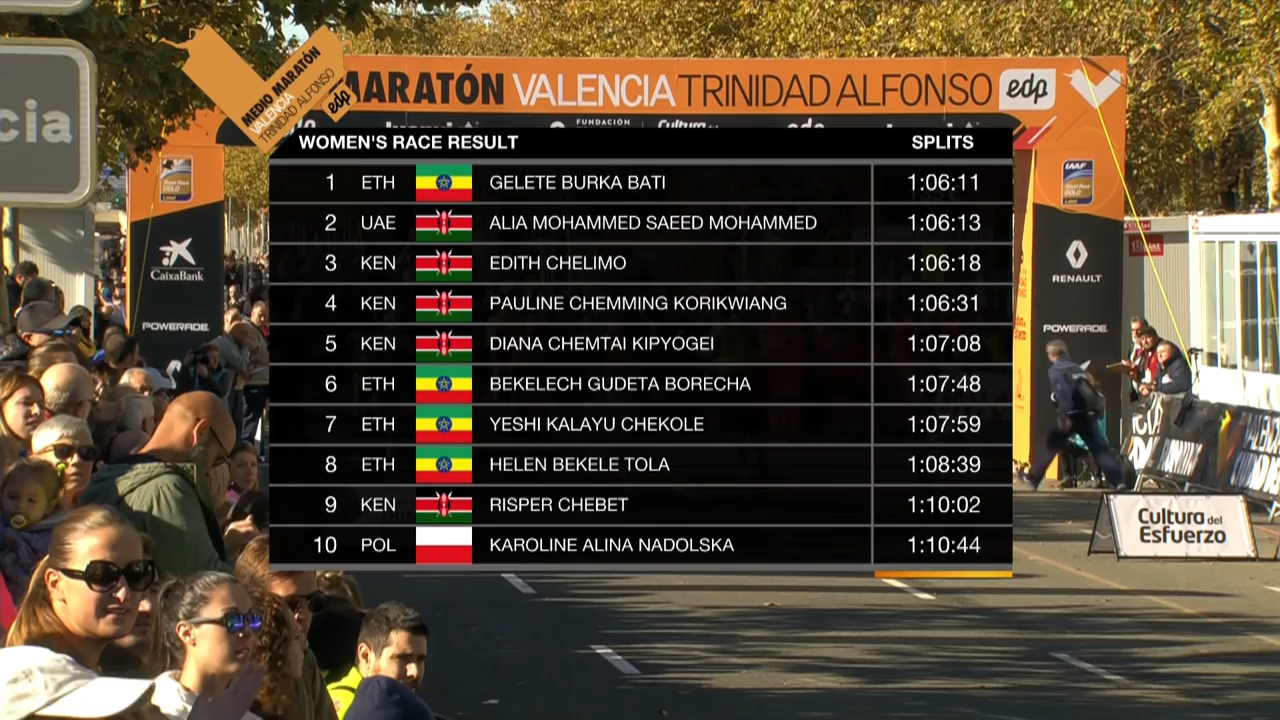 MARATÓN VALENCIA TRINIDAD ALFONSO edp
MEDIO MARATÓN
VALENCIA
TRINIDAD ALFONSO
edp
cia
FUNDACIÓN
WOMEN'S RACE RESULT SPLITS
1 ETH GELETE BURKA BATI 1:06:11
2 UAE ALIA MOHAMMED SAEED MOHAMMED 1:06:13
3 KEN EDITH CHELIMO 1:06:18
4 KEN PAULINE CHEMMING KORIKWIANG 1:06:31
5 KEN DIANA CHEMTAI KIPYOGEI 1:07:08
6 ETH BEKELECH GUDETA BORECHA 1:07:48
7 ETH YESHI KALAYU CHEKOLE 1:07:59
8 ETH HELEN BEKELE TOLA 1:08:39
9 KEN RISPER CHEBET 1:10:02
10 POL KAROLINE ALINA NADOLSKA 1:10:44
CaixaBank
POWERADE
IAAF
GOLD
RENAULT
POWERADE
Cultura del
Esfuerzo